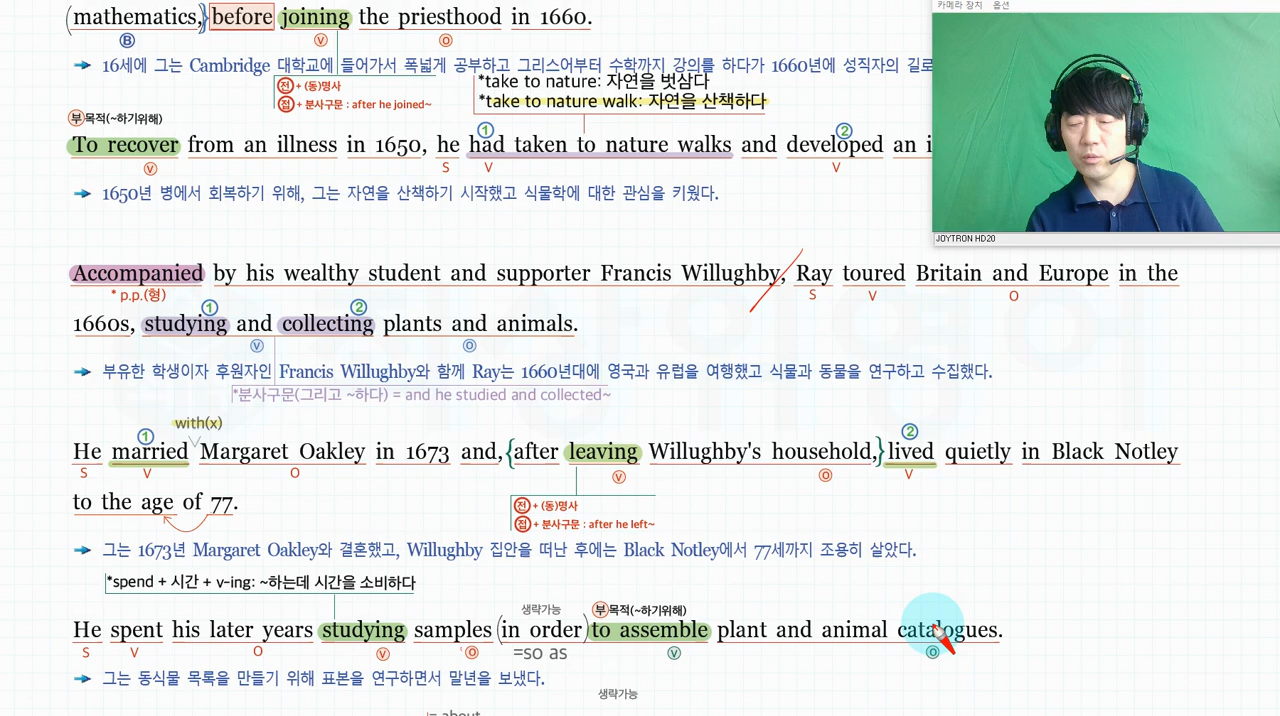 카메라 장치 옵션
(mathematics,} before joining the priesthood in 1660.
Ⓑ ⓥ ⓞ
16세에 그는 Cambridge 대학교에 들어가서 폭넓게 공부하고 그리스어부터 수학까지 강의를 하다가 1660년에 성직자의 길로
전 + (동)명사
접 + 분사구문 : after he joined~
*take to nature: 자연을 벗삼다
*take to nature walk: 자연을 산책하다
부 목적(~하기위해)
① ②
To recover from an illness in 1650, he had taken to nature walks and developed an i
ⓥ S V V
1650년 병에서 회복하기 위해, 그는 자연을 산책하기 시작했고 식물학에 대한 관심을 키웠다.
JOYTRON HD20
Accompanied by his wealthy student and supporter Francis Willughby, Ray toured Britain and Europe in the
* p.p.(형) S V O
① ②
1660s, studying and collecting plants and animals.
ⓥ ⓞ
부유한 학생이자 후원자인 Francis Willughby와 함께 Ray는 1660년대에 영국과 유럽을 여행했고 식물과 동물을 연구하고 수집했다.
*분사구문(그리고 ~하다) = and he studied and collected~
with(x)
① ②
He married Margaret Oakley in 1673 and, {after leaving Willughby's household,} lived quietly in Black Notley
S V O ⓥ ⓞ V
to the age of 77.
전 + (동)명사
접 + 분사구문 : after he left~
그는 1673년 Margaret Oakley와 결혼했고, Willughby 집안을 떠난 후에는 Black Notley에서 77세까지 조용히 살았다.
*spend + 시간 + v-ing: ~하는데 시간을 소비하다
생략가능 부 목적(~하기위해)
He spent his later years studying samples (in order) to assemble plant and animal catalogues.
S V O ⓥ ⓞ =so as ⓥ ⓞ
그는 동식물 목록을 만들기 위해 표본을 연구하면서 말년을 보냈다.
생략가능